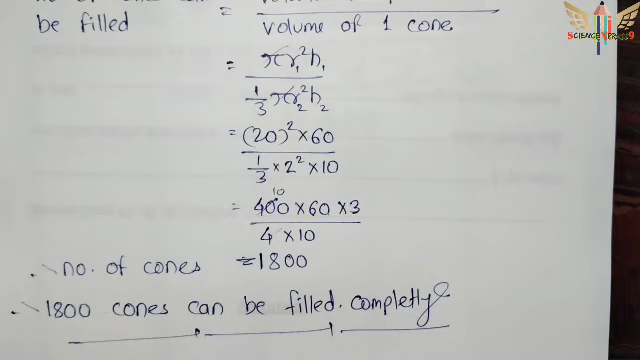 be filled = volume of 1 cone
SCIENCEXPRESS9
= πr₁²h₁
1/3 πr₂²h₂
= (20)² × 60
1/3 × 2² × 10
10
= 400 × 60 × 3
4 × 10
∴ no. of cones = 1800
∴ 1800 cones can be filled. completly